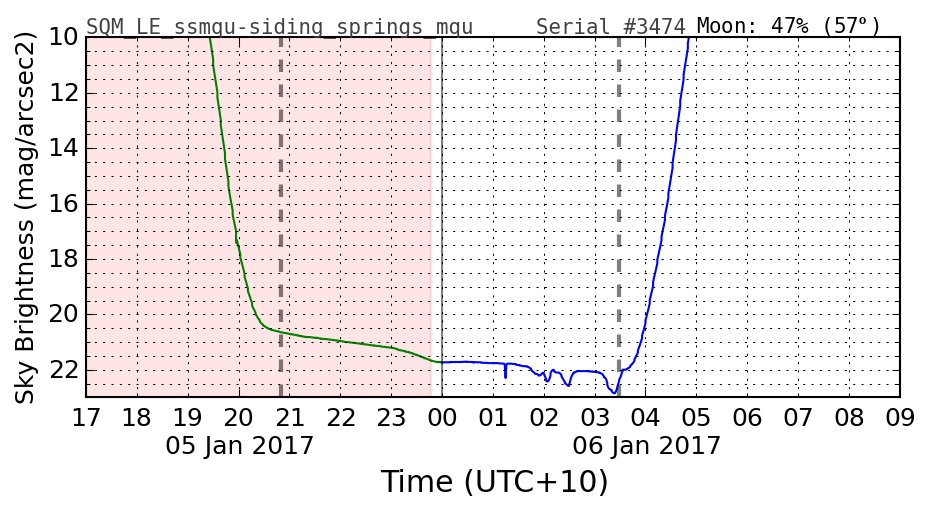 SQM_LE_ssmqu-siding_springs_mqu Serial #3474 Moon: 47% (57°)
Sky Brightness (mag/arcsec2)
10
12
14
16
18
20
22
17 18 19 20 21 22 23 00 01 02 03 04 05 06 07 08 09
05 Jan 2017 06 Jan 2017
Time (UTC+10)